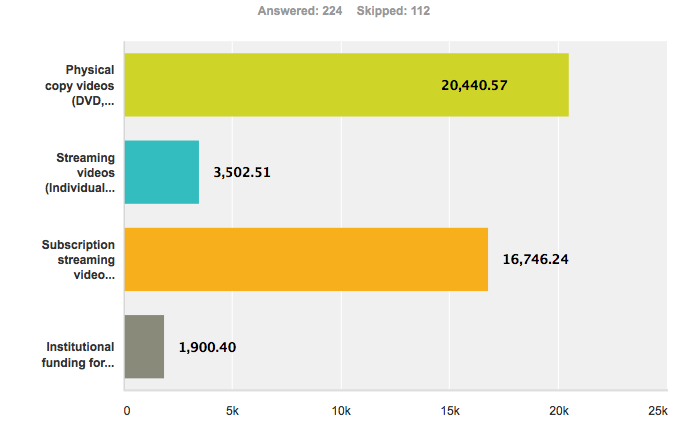 Answered: 224 Skipped: 112
Physical
copy videos
(DVD,...
20,440.57
Streaming
videos
(Individual...
3,502.51
Subscription
streaming
video...
16,746.24
Institutional
funding for...
1,900.40
0 5k 10k 15k 20k 25k